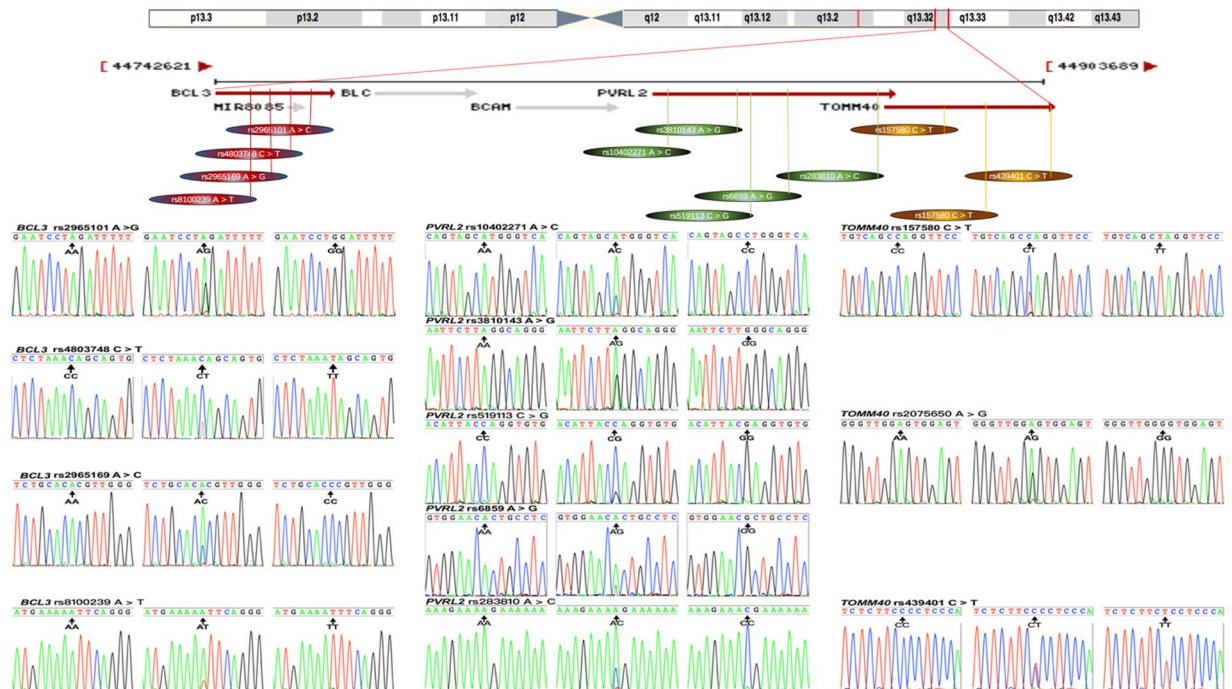 p13.3 p13.2 p13.11 p12 q12 q13.11 q13.12 q13.2 q13.32 q13.33 q13.42 q13.43
[ 44742621
[ 44903689
BCL3 BLC PVRL2
MIR8085 BCAM TOMM40
rs2965101 A > C rs3810143 A > G rs157580 C > T
rs4803748 C > T rs10402271 A > C
rs2965169 A > G rs283810 A > C rs439401 C > T
rs8100239 A > T rs6859 A > G
rs519113 C > G rs157580 C > T
BCL3 rs2965101 A >G
GAATCCTAGATTTTT GAATCCTAGATTTTT GAATCCTGGATTTTT
AA AG GG
BCL3 rs4803748 C > T
CTCTAAACAGCAGTG CTCTAAACAGCAGTG CTCTAAATAGCAGTG
CC CT TT
BCL3 rs2965169 A > C
TCTGCACACGTTGGG TCTGCACACGTTGGG TCTGCACCCGTTGGG
AA AC CC
BCL3 rs8100239 A > T
ATGAAAAATTCAGGG ATGAAAAATTCAGGG ATGAAAATTTCAGGG
AA AT TT
PVRL2 rs10402271 A > C
CAGTAGCATGGGTCA CAGTAGCATGGGTCA CAGTAGCCTGGGTCA
AA AC CC
PVRL2 rs3810143 A > G
AATTCTTAGGCAGGG AATTCTTAGGCAGGG AATTCTTGGGCAGGG
AA AG GG
PVRL2 rs519113 C > G
ACATTACCAGGTGTG ACATTACCAGGTGTG ACATTACGAGGTGTG
CC CG GG
PVRL2 rs6859 A > G
GTGGAACACTGCCTC GTGGAACACTGCCTC GTGGAACGCTGCCTC
AA AG GG
PVRL2 rs283810 A > C
AAAGAAAAGAAAAAA AAAGAAAAGAAAAAA AAAGAAACGAAAAAA
AA AC CC
TOMM40 rs157580 C > T
TGTCAGCCAGGTTCC TGTCAGCCAGGTTCC TGTCAGCTAGGTTCC
CC CT TT
TOMM40 rs2075650 A > G
GGGTTGGAGTGGAGT GGGTTGGAGTGGAGT GGGTTGGGGTGGAGT
AA AG GG
TOMM40 rs439401 C > T
TCTCTTCCCCTCCCA TCTCTTCCCCTCCCA TCTCTTCTCCTCCCA
CC CT TT